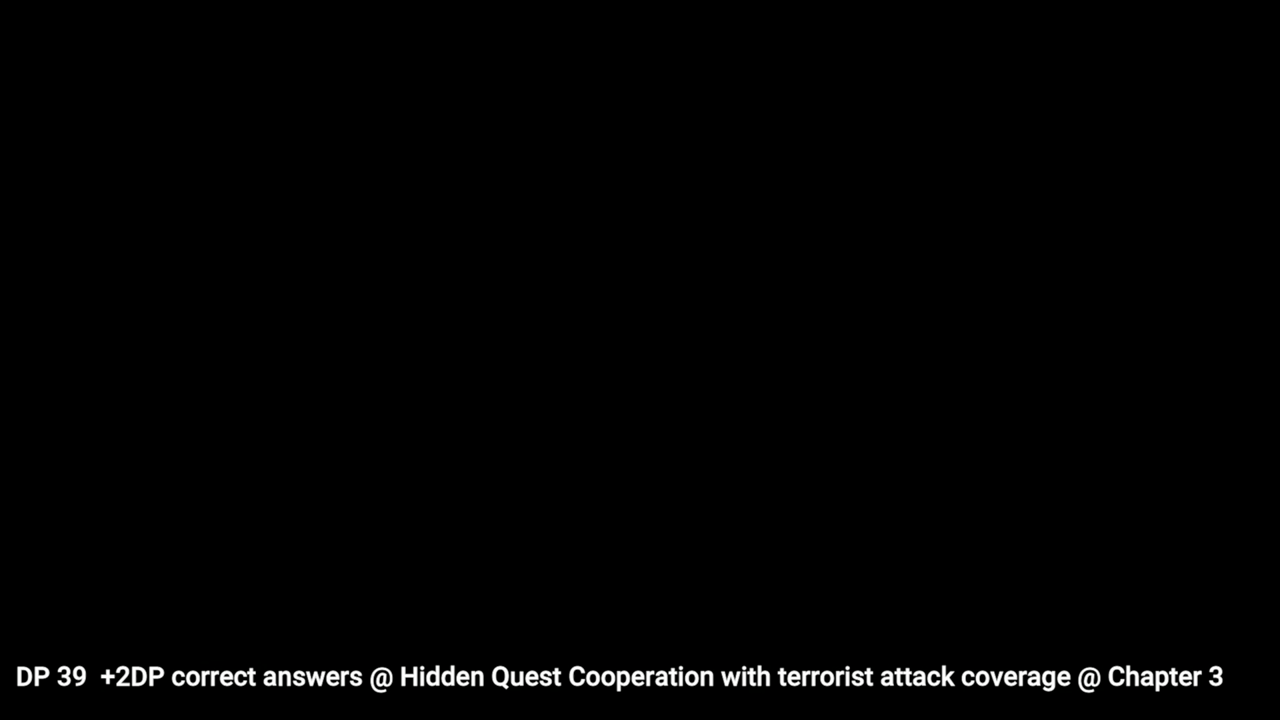 DP 39  +2DP correct answers @ Hidden Quest Cooperation with terrorist attack coverage @ Chapter 3